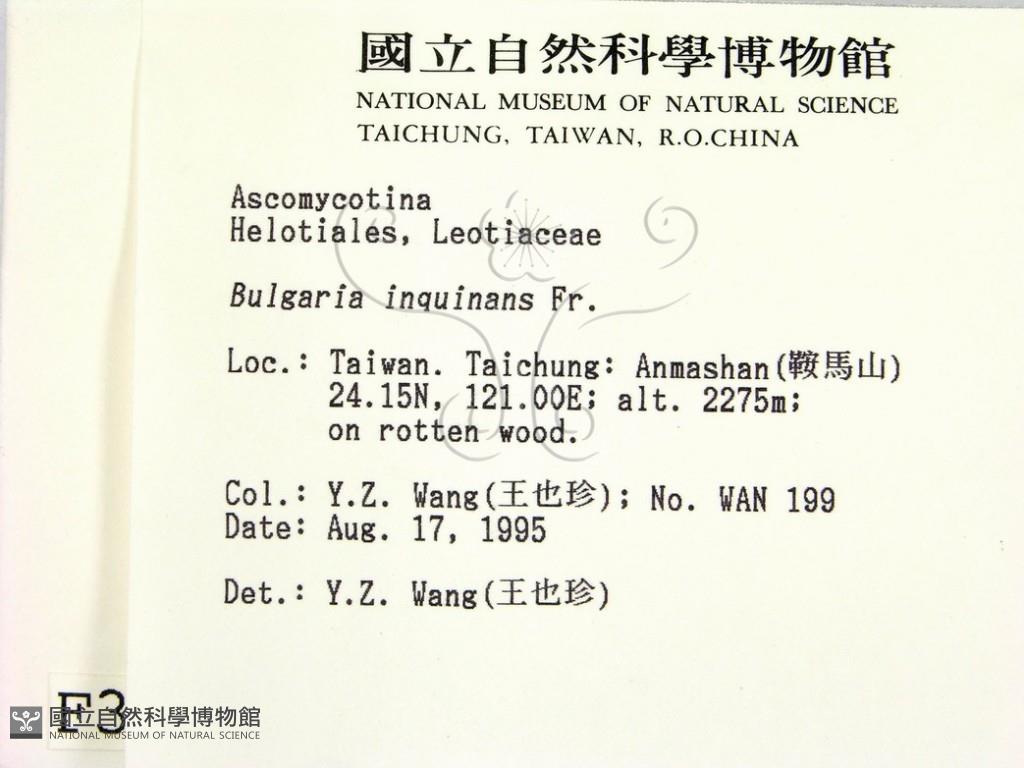 國立自然科學博物館
NATIONAL MUSEUM OF NATURAL SCIENCE
TAICHUNG, TAIWAN, R.O.CHINA
Ascomycotina
Helotiales, Leotiaceae
Bulgaria inquinans Fr.
Loc.: Taiwan. Taichung: Anmashan(鞍馬山)
24.15N, 121.00E; alt. 2275m;
on rotten wood.
Col.: Y.Z. Wang(王也珍); No. WAN 199
Date: Aug. 17, 1995
Det.: Y.Z. Wang(王也珍)
F3
國立自然科學博物館
NATIONAL MUSEUM OF NATURAL SCIENCE